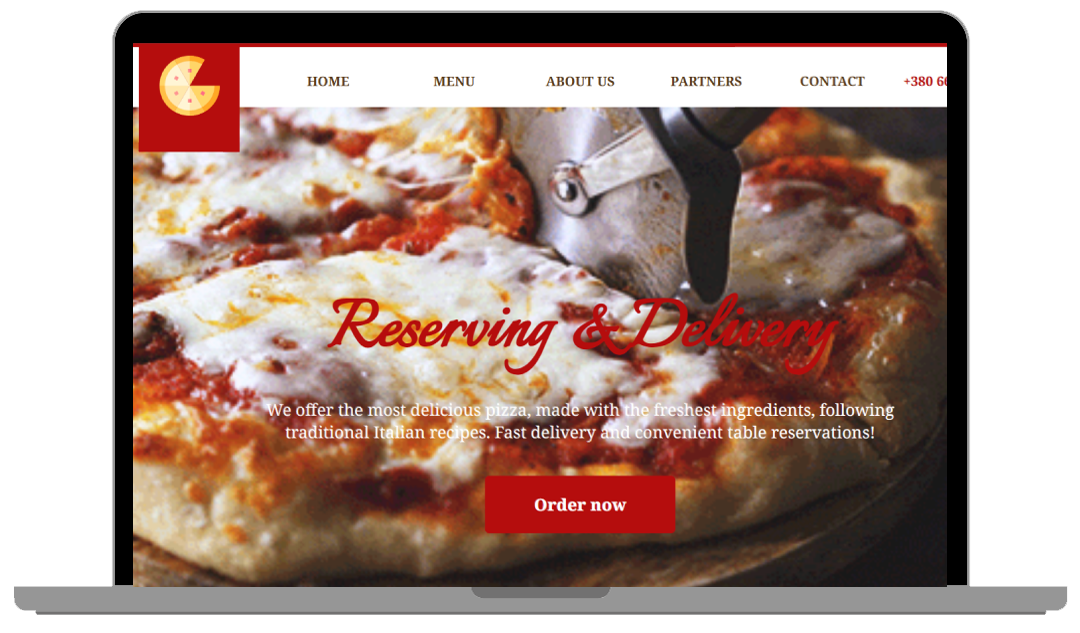 HOME MENU ABOUT US PARTNERS CONTACT +380 6
Reserving & Delivery
We offer the most delicious pizza, made with the freshest ingredients, following
traditional Italian recipes. Fast delivery and convenient table reservations!
Order now